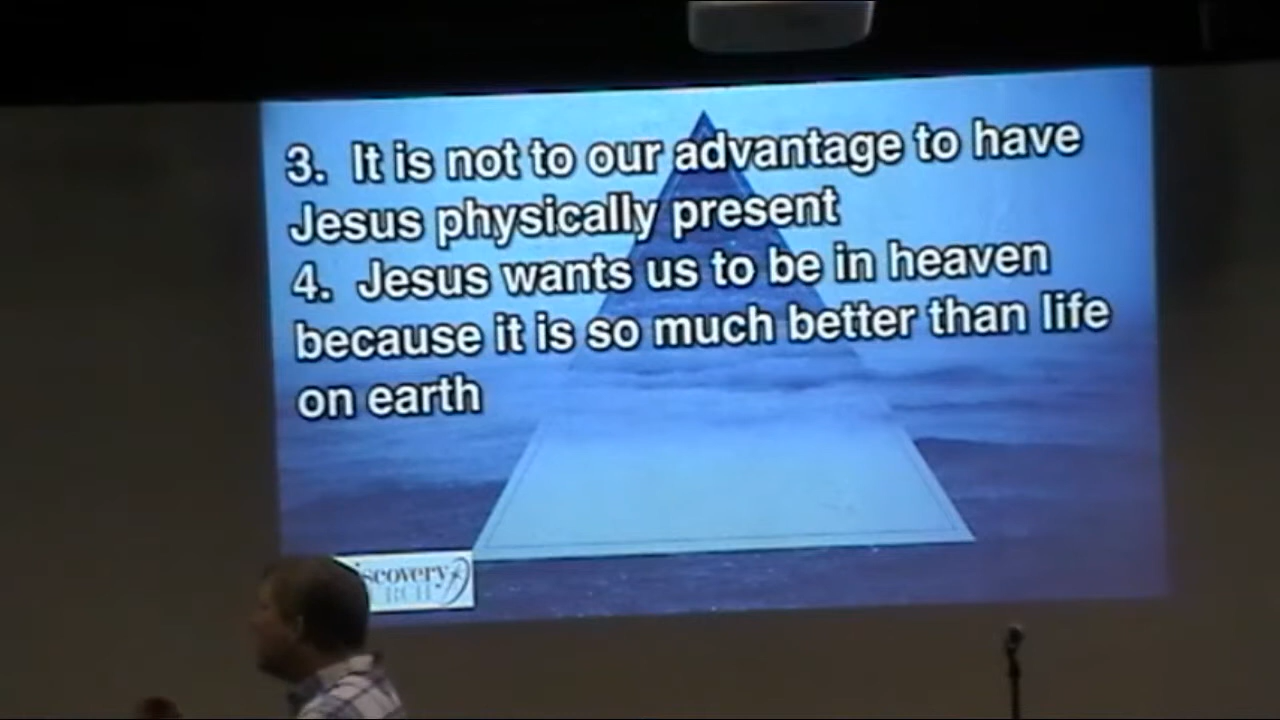 3. It is not to our advantage to have
Jesus physically present
4. Jesus wants us to be in heaven
because it is so much better than life
on earth